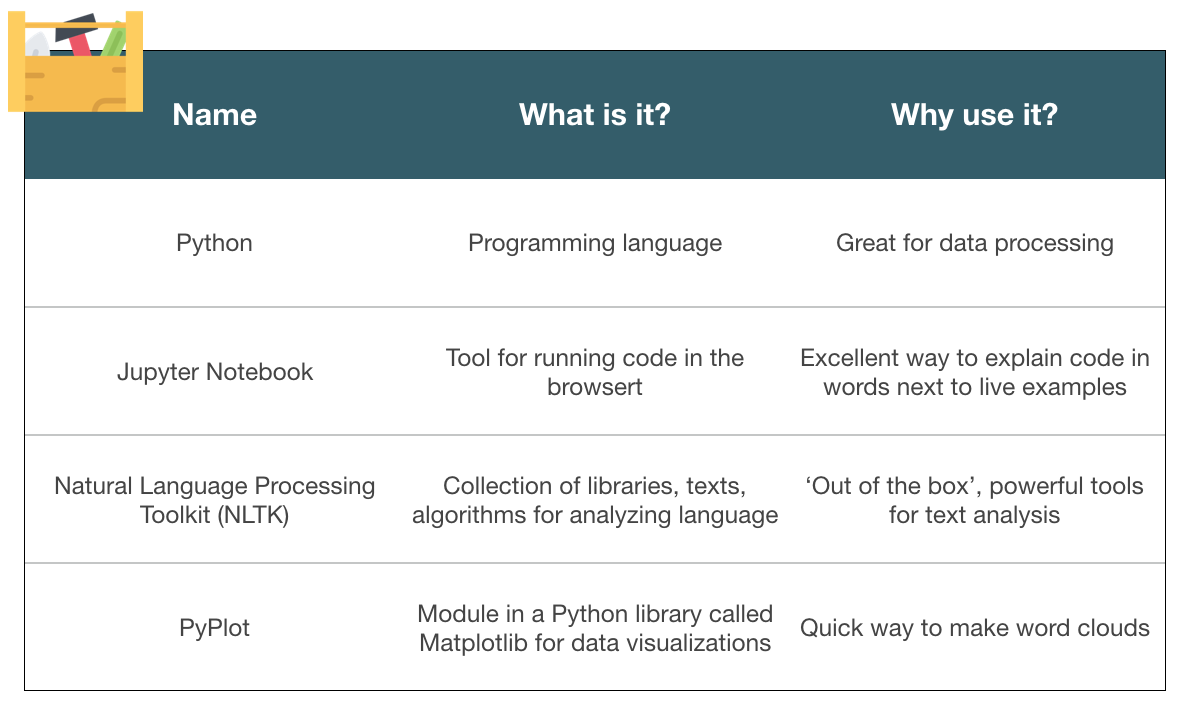 Name What is it? Why use it?
Python Programming language Great for data processing
Jupyter Notebook
Tool for running code in the
browsert
Excellent way to explain code in
words next to live examples
Natural Language Processing
Toolkit (NLTK)
Collection of libraries, texts,
algorithms for analyzing language
‘Out of the box’, powerful tools
for text analysis
PyPlot
Module in a Python library called
Matplotlib for data visualizations
Quick way to make word clouds